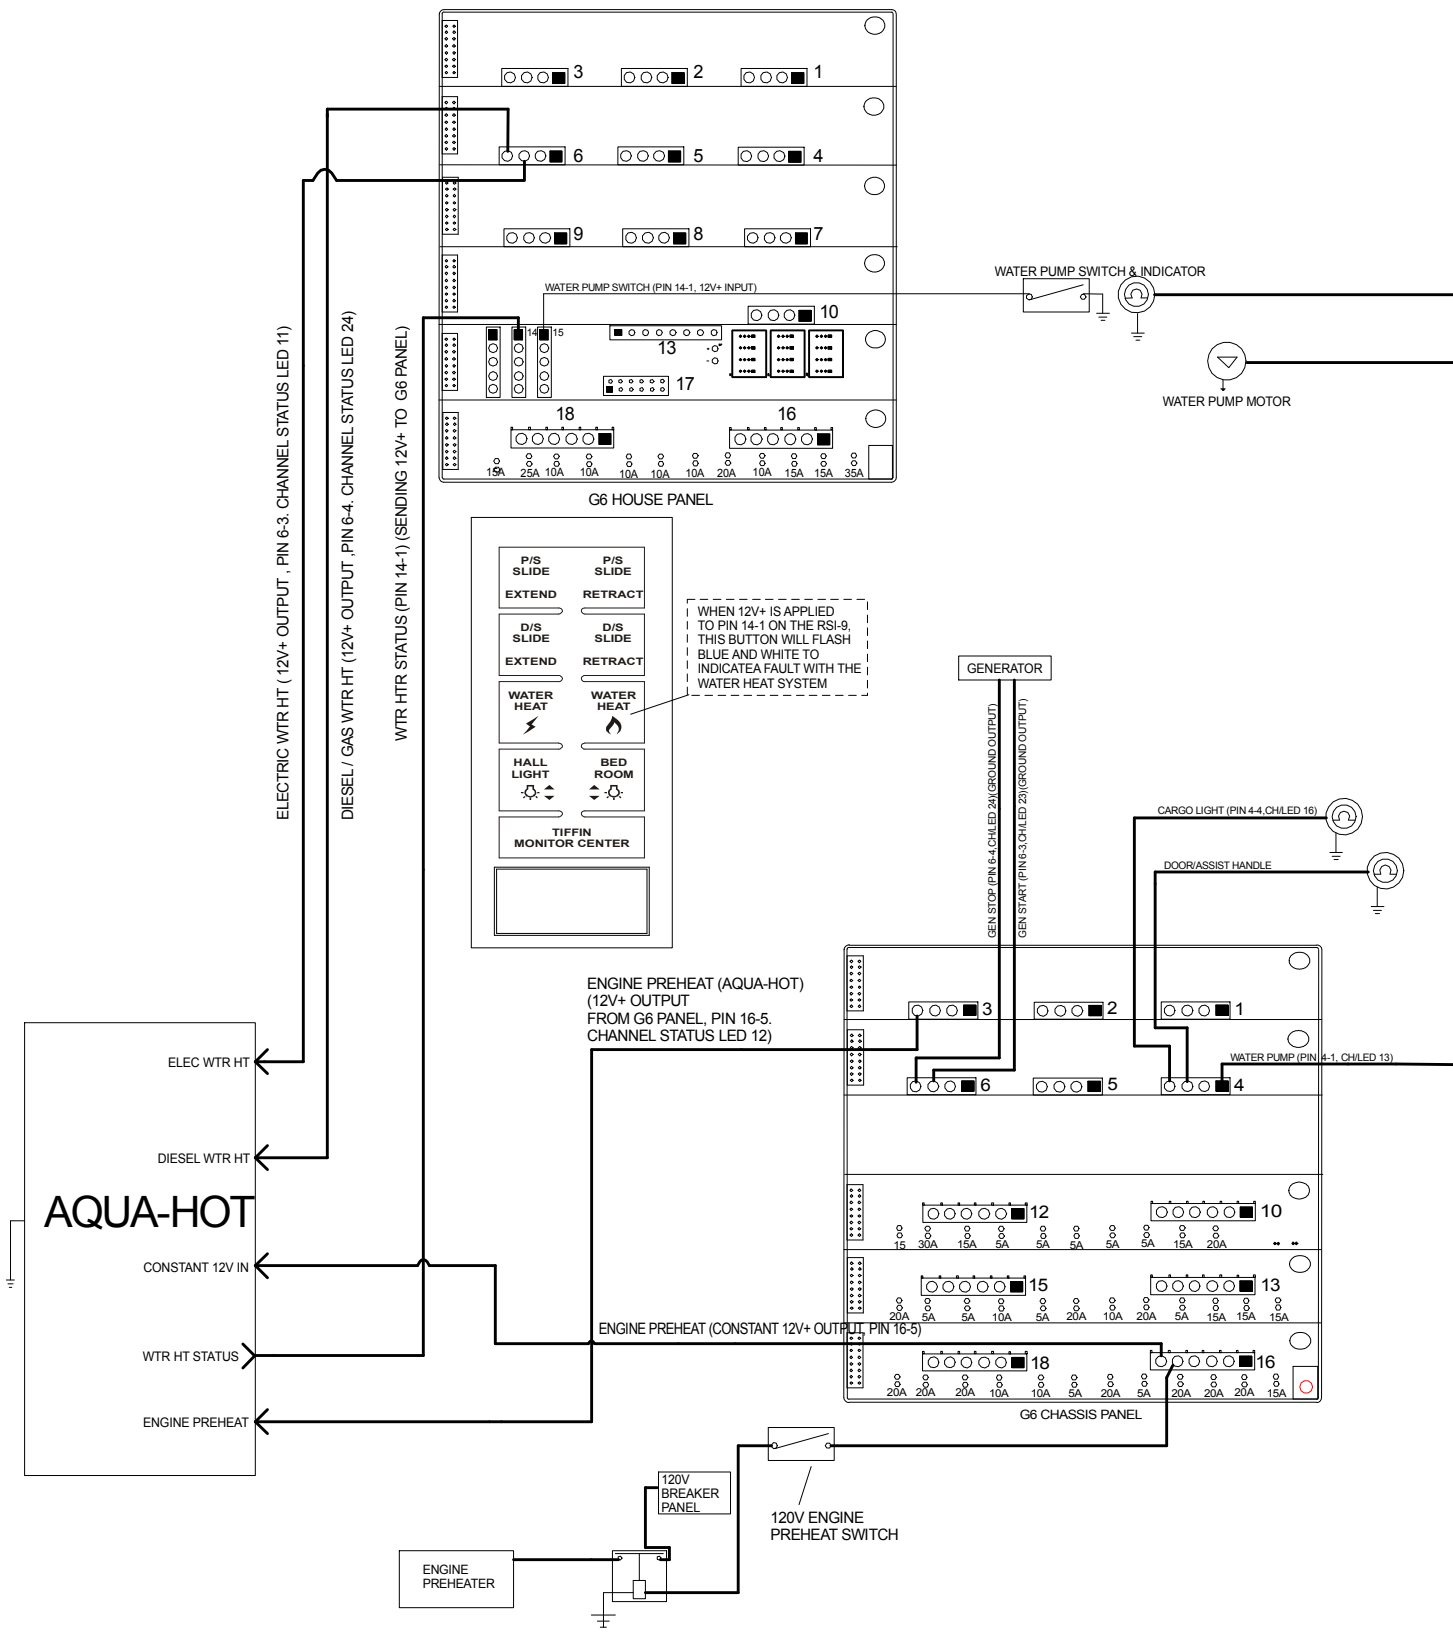 3
2
1
6
5
4
9
8
7
WATER PUMP SWITCH & INDICATOR
WATER PUMP SWITCH (PIN 14-1, 12V+ INPUT)
10
14
15
13
17
WATER PUMP MOTOR
18
16
15A
25A
10A
10A
10A
10A
10A
20A
10A
15A
15A
35A
G6 HOUSE PANEL
ELECTRIC WTR HT ( 12V+ OUTPUT , PIN 6-3. CHANNEL STATUS LED 11)
DIESEL / GAS WTR HT (12V+ OUTPUT ,PIN 6-4. CHANNEL STATUS LED 24)
WTR HTR STATUS (PIN 14-1) (SENDING 12V+ TO  G6 PANEL)
P/S
SLIDE
EXTEND
P/S
SLIDE
RETRACT
D/S
SLIDE
EXTEND
D/S
SLIDE
RETRACT
WATER
HEAT
WATER
HEAT
HALL
LIGHT
BED
ROOM
TIFFIN
MONITOR CENTER
WHEN 12V+ IS APPLIED
TO PIN 14-1 ON THE RSI-9,
THIS BUTTON WILL FLASH
BLUE AND WHITE TO
INDICATEA FAULT WITH THE
WATER HEAT SYSTEM
GENERATOR
GEN STOP (PIN 6-4,CH/LED 24)(GROUND OUTPUT)
GEN START (PIN 6-3,CH/LED 23)(GROUND OUTPUT)
CARGO LIGHT (PIN 4-4,CH/LED 16)
DOOR/ASSIST HANDLE
ENGINE PREHEAT (AQUA-HOT)
(12V+ OUTPUT
FROM G6 PANEL, PIN 16-5.
CHANNEL STATUS LED 12)
3
2
1
WATER PUMP (PIN 4-1, CH/LED 13)
6
5
4
ELEC WTR HT
DIESEL WTR HT
AQUA-HOT
CONSTANT 12V IN
WTR HT STATUS
ENGINE PREHEAT
12
10
15
30A
15A
5A
5A
5A
5A
5A
15A
20A
15
13
20A
5A
5A
10A
5A
20A
10A
20A
5A
15A
15A
15A
ENGINE PREHEAT (CONSTANT 12V+ OUTPUT, PIN 16-5)
18
16
20A
20A
20A
10A
10A
5A
20A
5A
20A
20A
20A
15A
G6 CHASSIS PANEL
120V
BREAKER
PANEL
120V ENGINE
PREHEAT SWITCH
ENGINE
PREHEATER